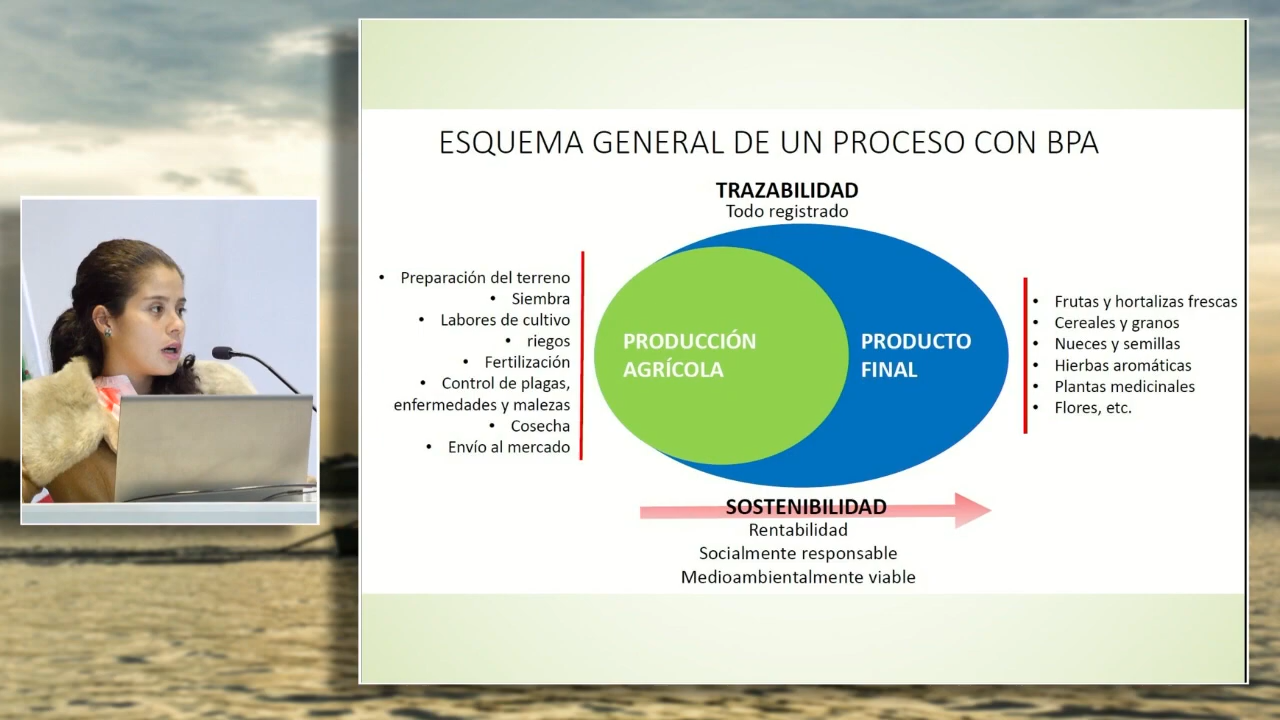 ESQUEMA GENERAL DE UN PROCESO CON BPA
TRAZABILIDAD
Todo registrado
• Preparación del terreno
• Siembra
• Labores de cultivo
• riegos
• Fertilización
• Control de plagas,
enfermedades y malezas
• Cosecha
• Envío al mercado
PRODUCCIÓN
AGRÍCOLA
PRODUCTO
FINAL
• Frutas y hortalizas frescas
• Cereales y granos
• Nueces y semillas
• Hierbas aromáticas
• Plantas medicinales
• Flores, etc.
SOSTENIBILIDAD
Rentabilidad
Socialmente responsable
Medioambientalmente viable